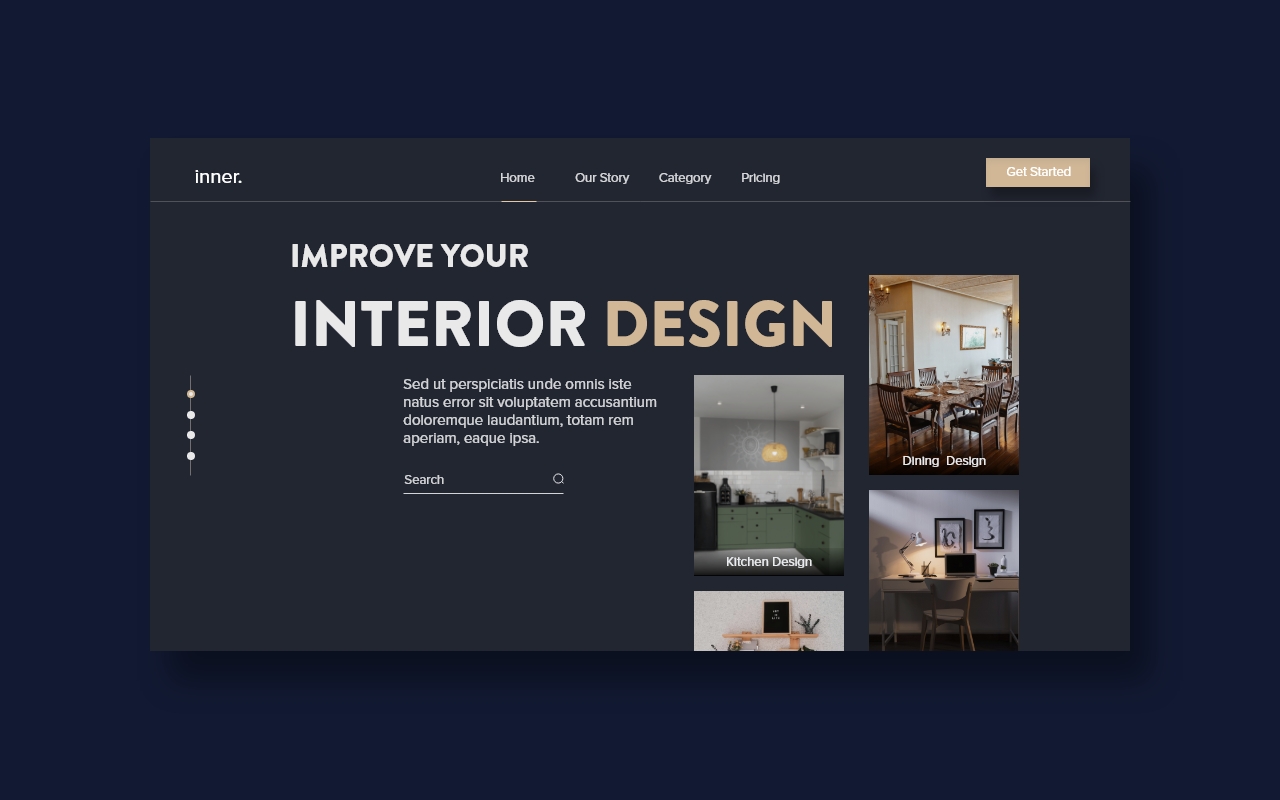 inner.
Home
Our Story
Category
Pricing
Get Started
IMPROVE YOUR
INTERIOR DESIGN
Sed ut perspiciatis unde omnis iste
natus error sit voluptatem accusantium
doloremque laudantium, totam rem
aperiam, eaque ipsa.
Search
Dining Design
Kitchen Design